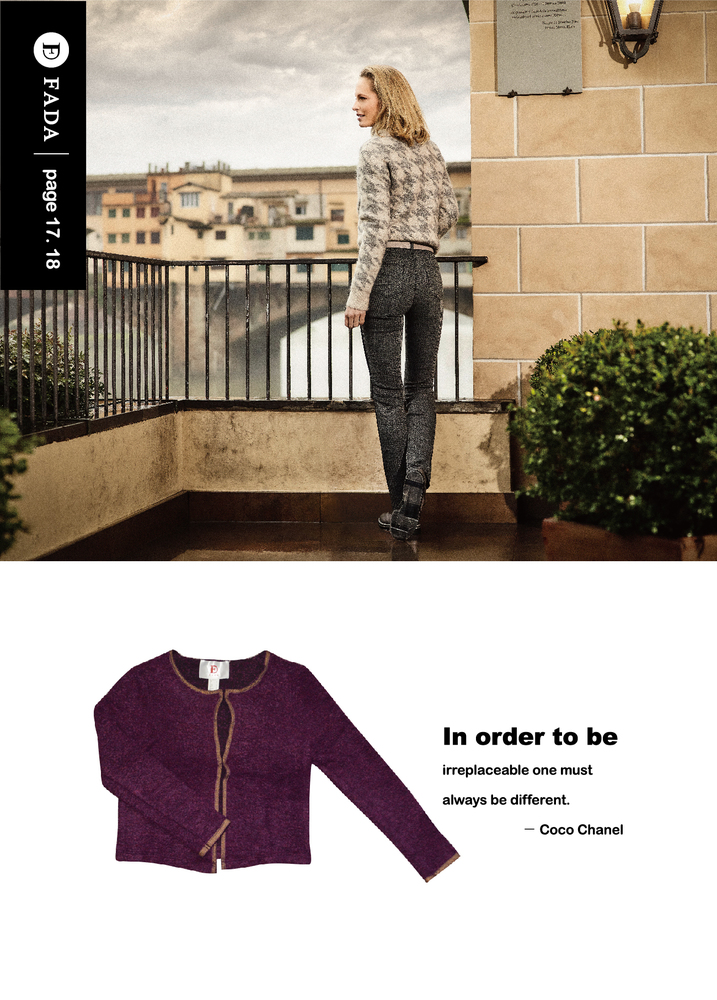 FADA
page 17. 18
In order to be
irreplaceable one must
always be different.
— Coco Chanel